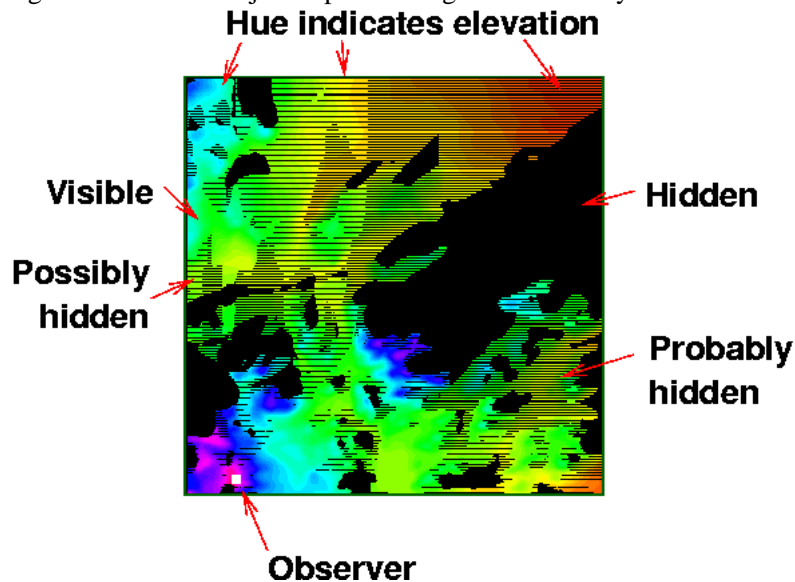 Hue indicates elevation
Visible
Hidden
Possibly
hidden
Probably
hidden
Observer